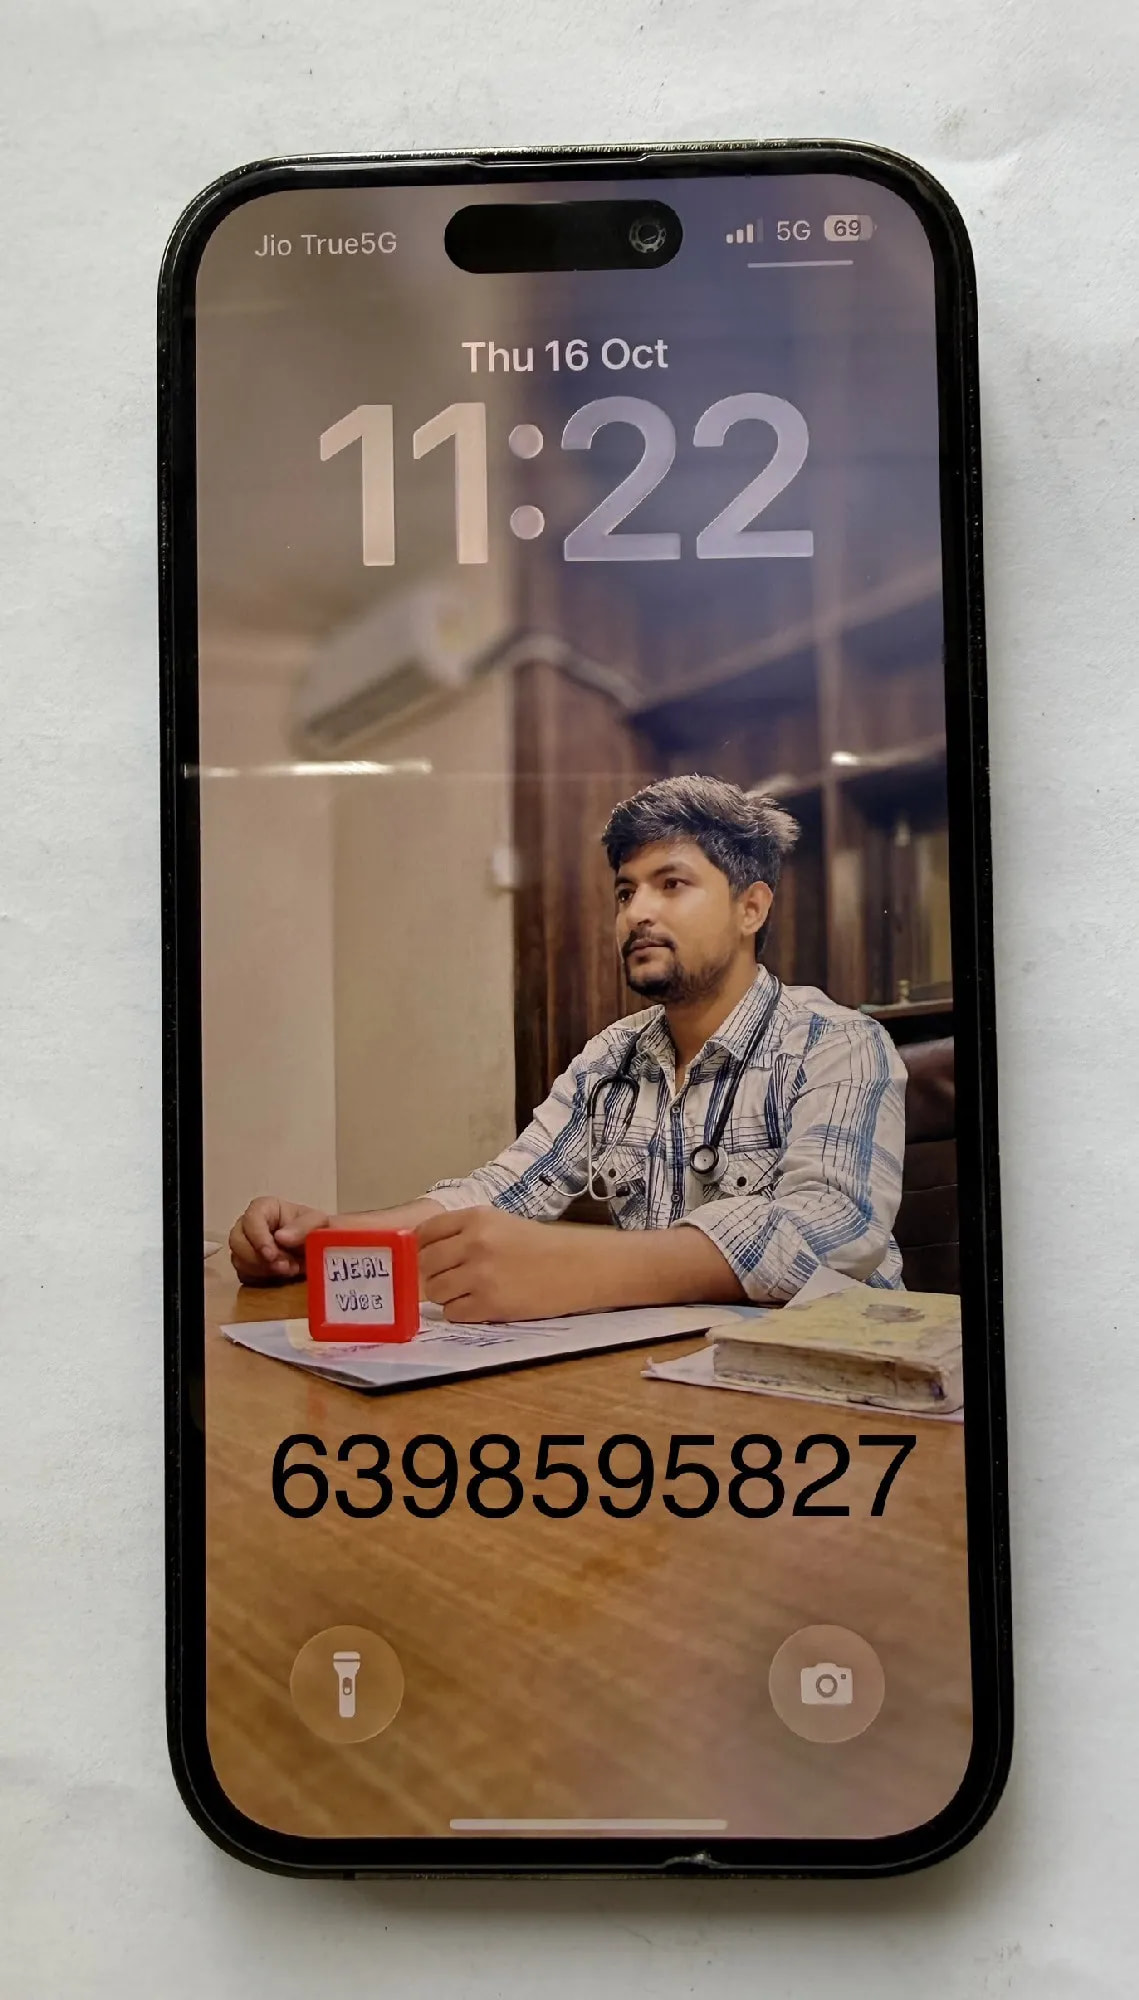 Jio True5G 5G 69
Thu 16 Oct
11:22
HEAL
VIBE
6398595827